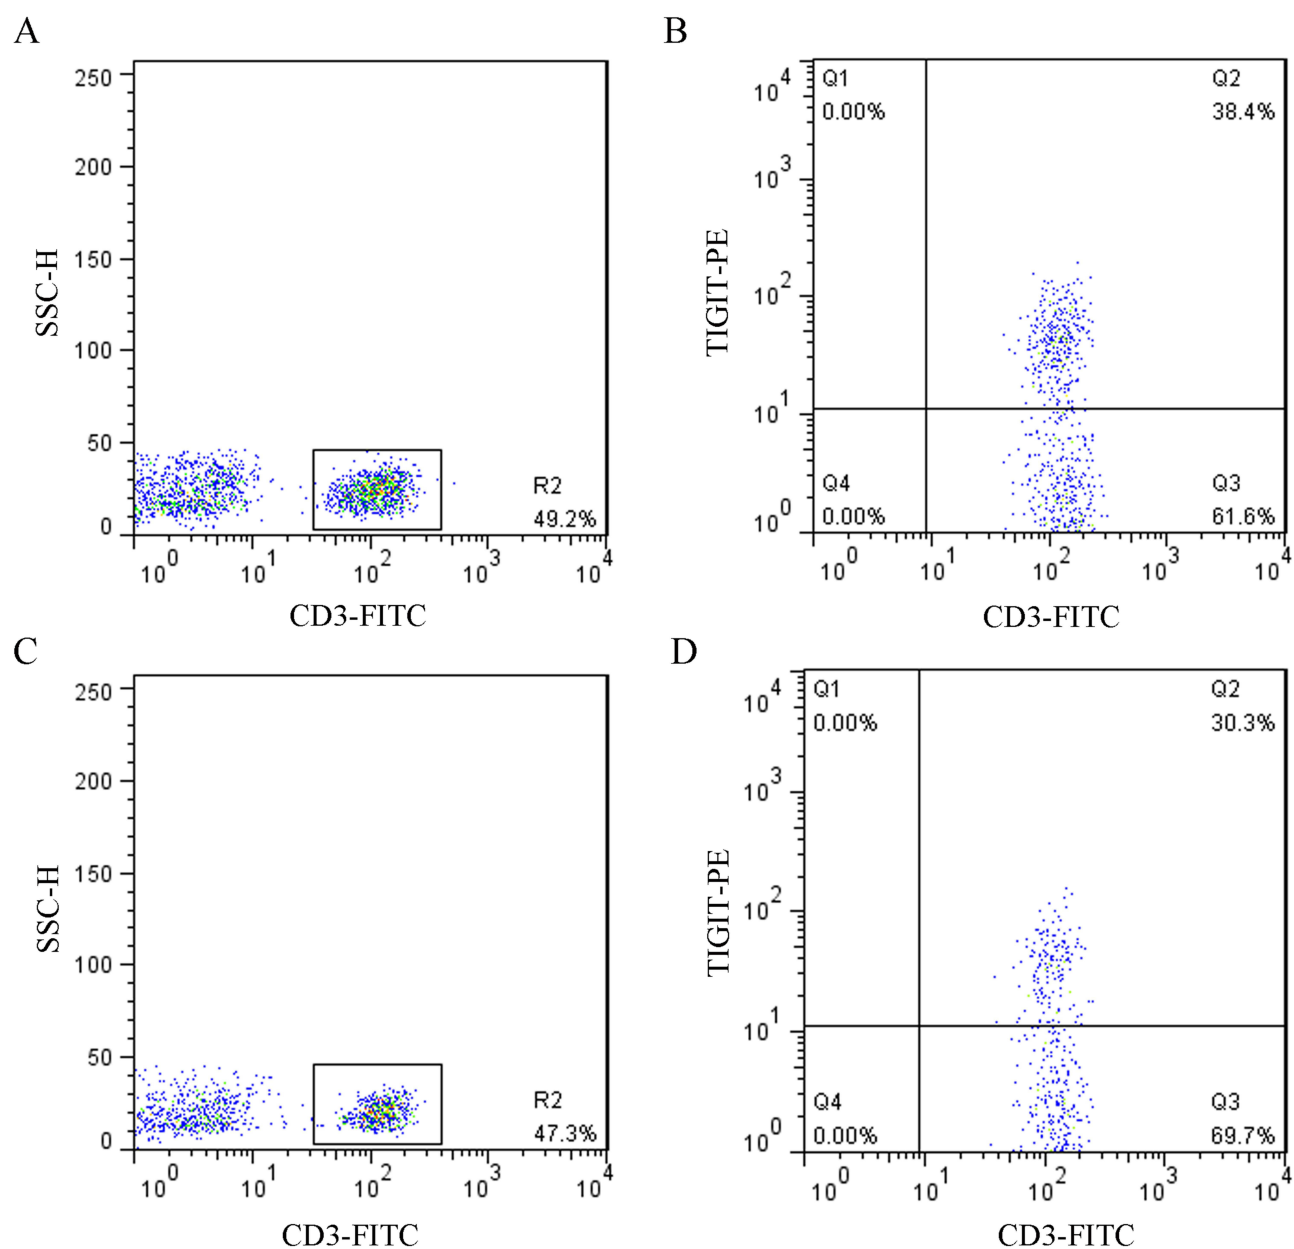 A
250
200
150
100
50
0
SSC-H
R2
49.2%
10^0 10^1 10^2 10^3 10^4
CD3-FITC
B
10^4
10^3
10^2
10^1
10^0
TIGIT-PE
Q1
0.00%
Q2
38.4%
Q4
0.00%
Q3
61.6%
10^0 10^1 10^2 10^3 10^4
CD3-FITC
C
250
200
150
100
50
0
SSC-H
R2
47.3%
10^0 10^1 10^2 10^3 10^4
CD3-FITC
D
10^4
10^3
10^2
10^1
10^0
TIGIT-PE
Q1
0.00%
Q2
30.3%
Q4
0.00%
Q3
69.7%
10^0 10^1 10^2 10^3 10^4
CD3-FITC